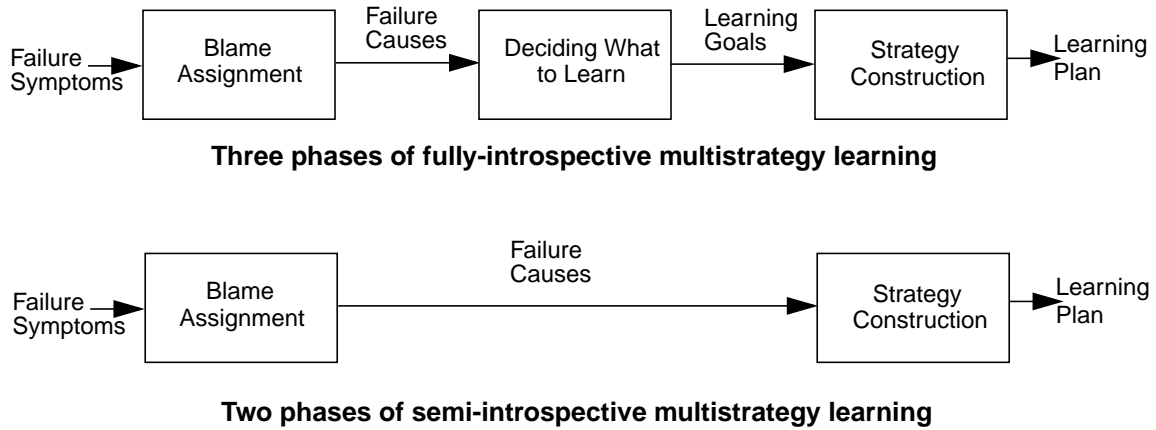 Failure
Symptoms
Blame
Assignment
Failure
Causes
Deciding What
to Learn
Learning
Goals
Strategy
Construction
Learning
Plan
Three phases of fully-introspective multistrategy learning
Failure
Symptoms
Blame
Assignment
Failure
Causes
Strategy
Construction
Learning
Plan
Two phases of semi-introspective multistrategy learning